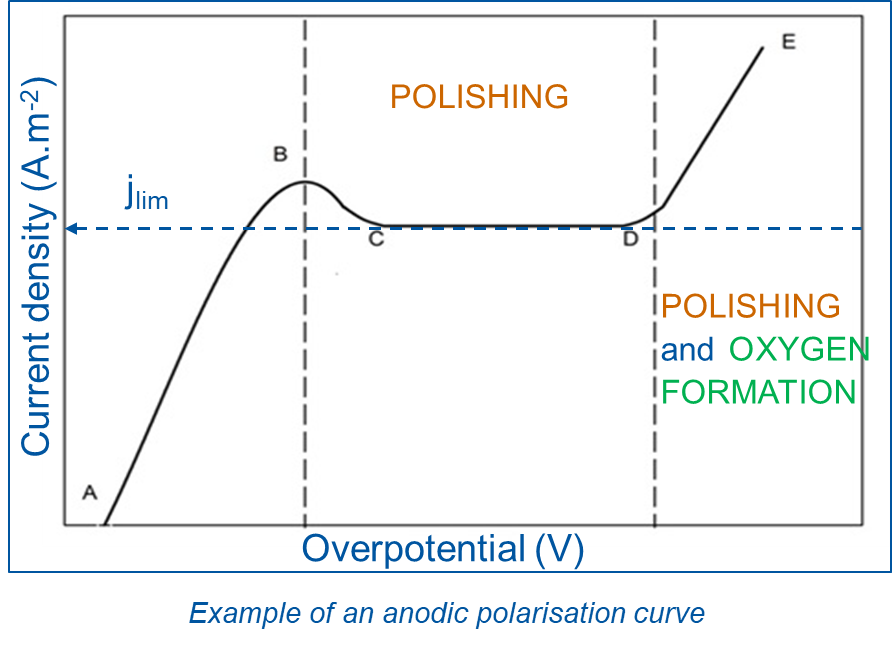 POLISHING
E
B
jlim
C
D
POLISHING
and OXYGEN
FORMATION
A
Current density (A.m-2)
Overpotential (V)
Example of an anodic polarisation curve